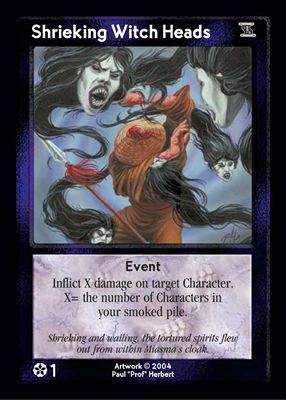 Shrieking Witch Heads
Event
Inflict X damage on target Character.
X= the number of Characters in
your smoked pile.
Shrieking and wailing, the tortured spirits flew
out from within Miasma's cloak.
1
Artwork © 2004
Paul "Prof" Herbert